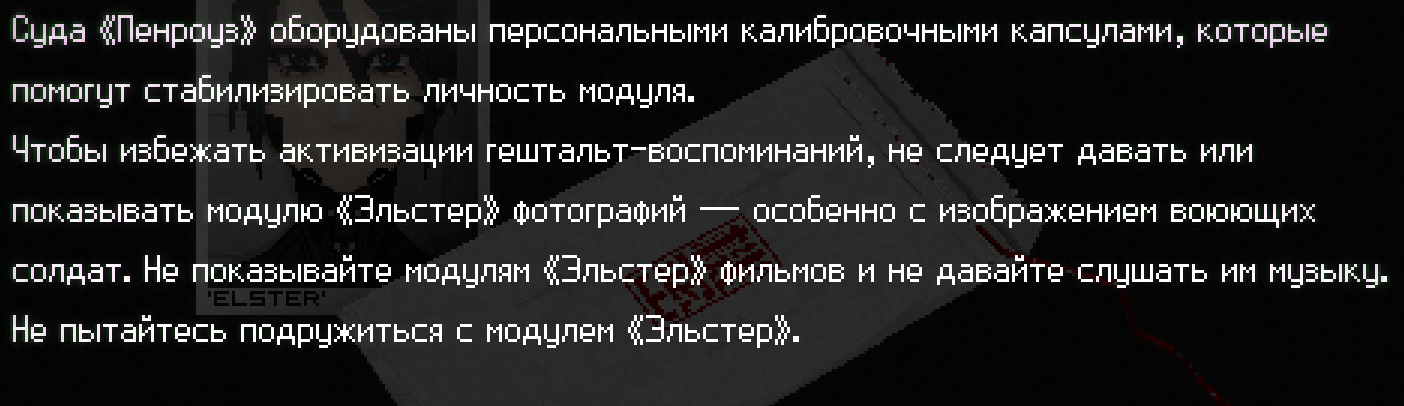 Суда 《Пенроуз》 оборудованы персональными калибровочными капсулами, которые
помогут стабилизировать личность модуля.
Чтобы избежать активизации гештальт-воспоминаний, не следует давать или
показывать модулю 《Эльстер》 фотографий — особенно с изображением воюющих
солдат. Не показывайте модулям 《Эльстер》 фильмов и не давайте слушать им музыку.
'ELSTER'
Не пытайтесь подружиться с модулем 《Эльстер》.